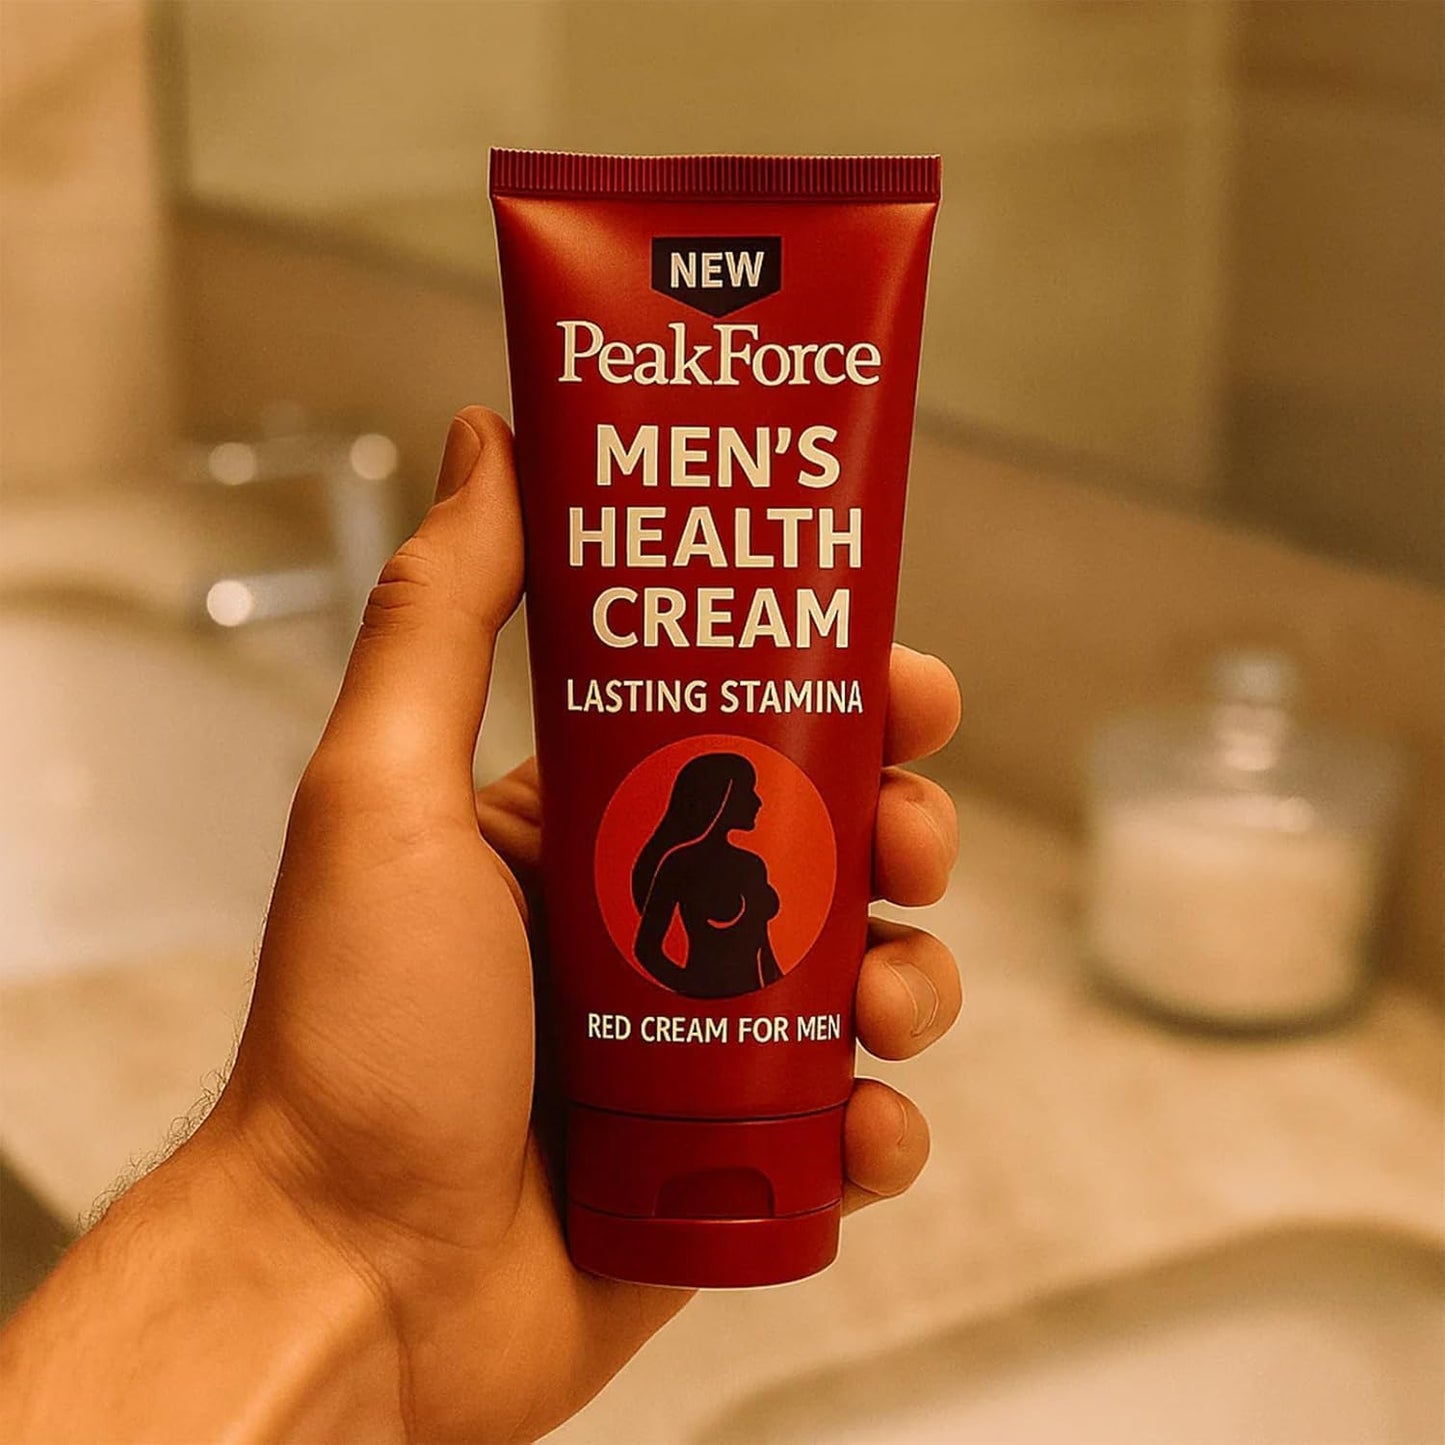 NEW
PeakForce
MEN'S
HEALTH
CREAM
LASTING STAMINA
RED CREAM FOR MEN